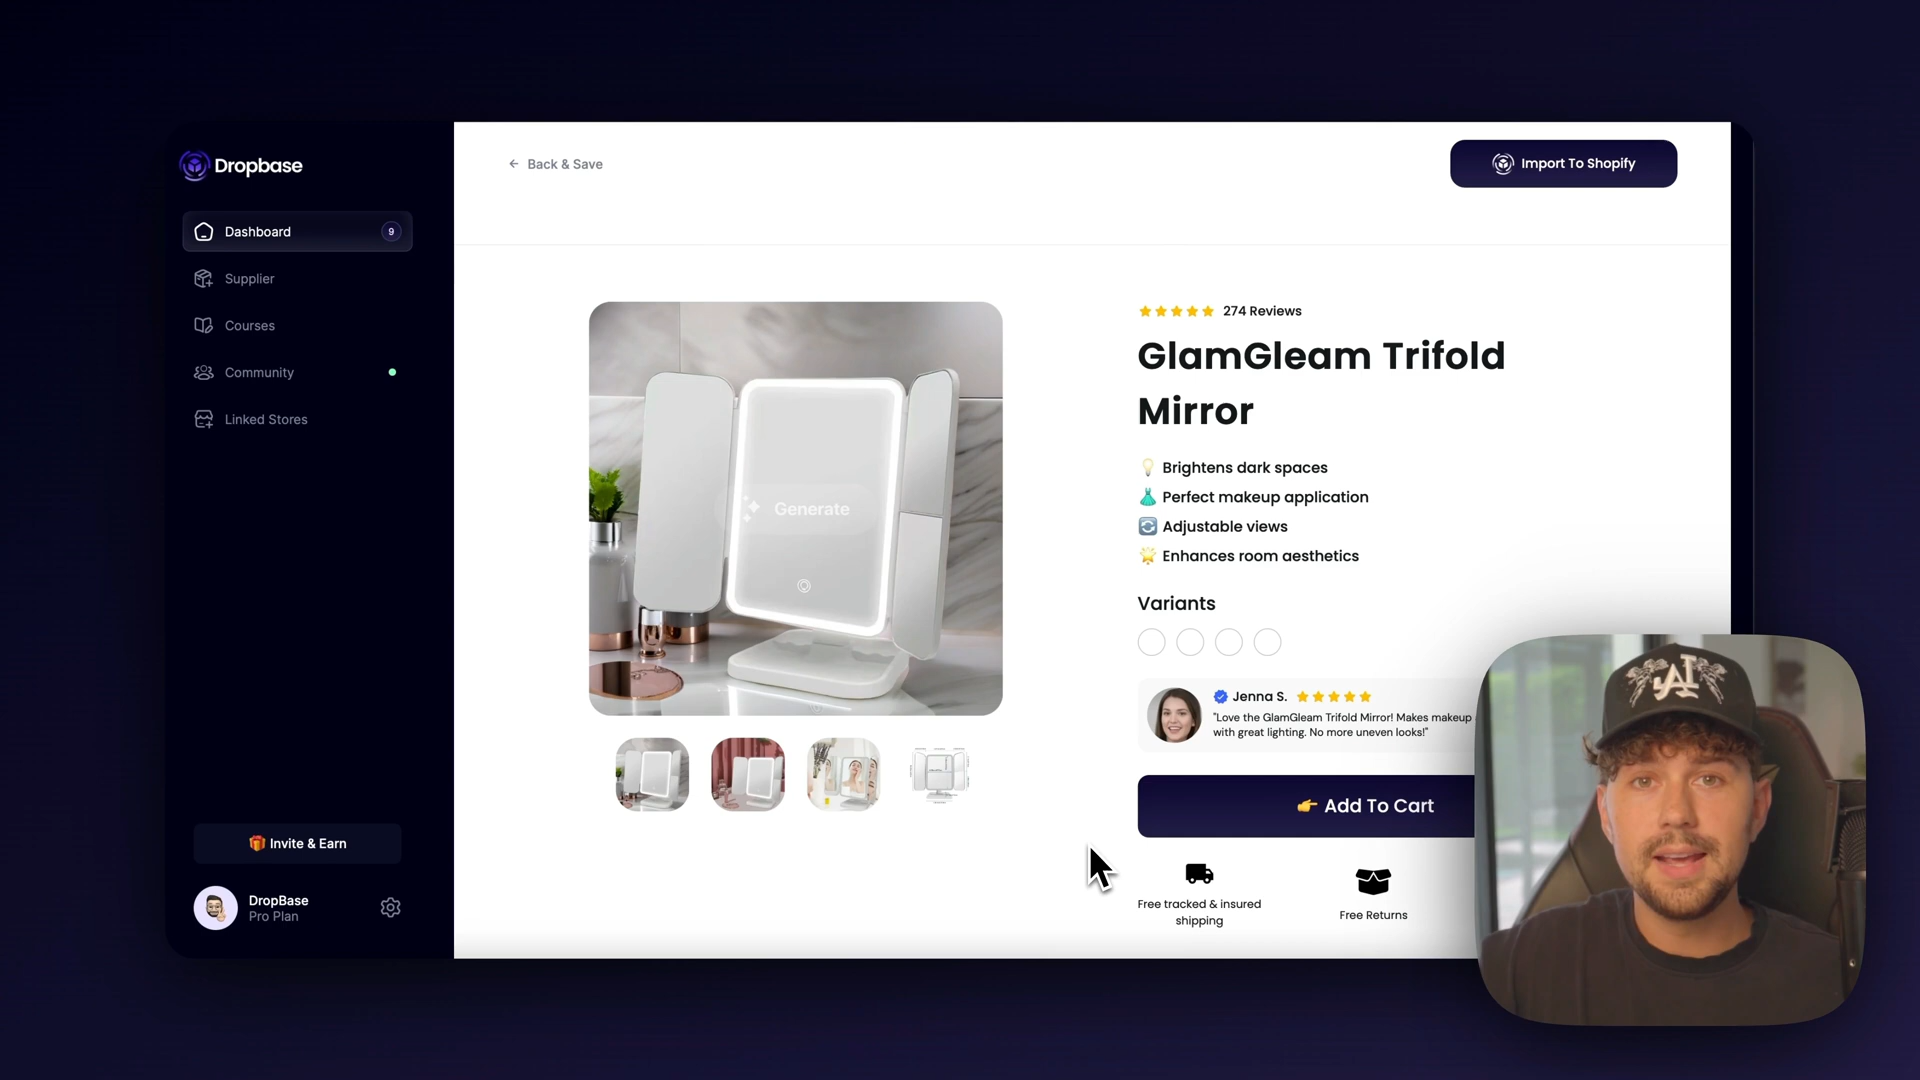 Dropbase
Dashboard
9
Supplier
Courses
Community
Linked Stores
Invite & Earn
DropBase
Pro Plan
Back & Save
Import To Shopify
Generate
274 Reviews
GlamGleam Trifold
Mirror
Brightens dark spaces
Perfect makeup application
Adjustable views
Enhances room aesthetics
Variants
Jenna S.
"Love the GlamGleam Trifold Mirror! Makes makeup
with great lighting. No more uneven looks!"
Add To Cart
Free tracked & insured
shipping
Free Returns